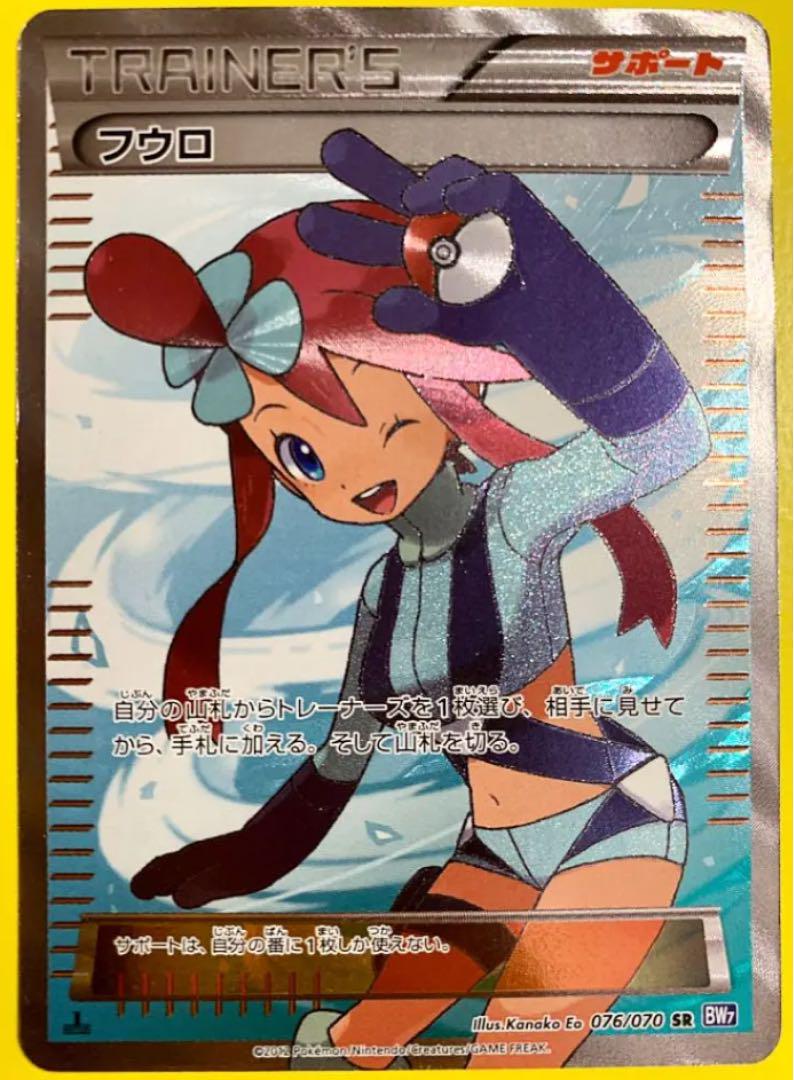 TRAINER'S
サポート
フウロ
自分の山札からトレーナーズを1枚選び、相手に見せて
から、手札に加える。そして山札を切る。
サポートは、自分の番に1枚しか使えない。
Illus.Kanako Eo 076/070 SR BW7
©2012 Pokémon/Nintendo/Creatures/GAME FREAK.